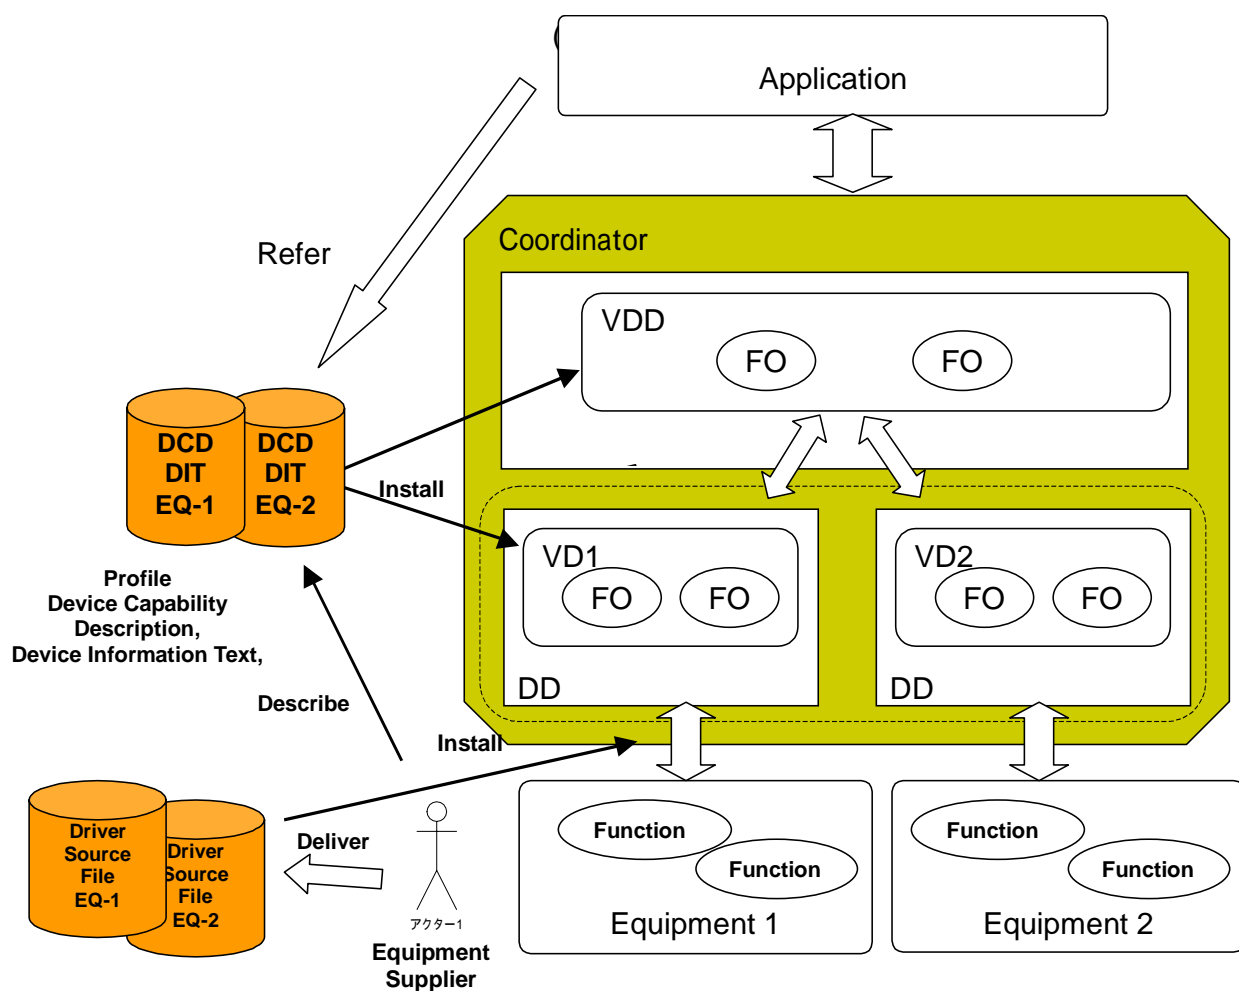 Application
Refer
Coordinator
VDD
FO
FO
DCD
DIT
EQ-1
DCD
DIT
EQ-2
Install
VD1
FO
FO
DD
VD2
FO
FO
DD
Profile
Device Capability
Description,
Device Information Text,
Describe
Install
Driver
Source
File
EQ-1
Driver
Source
File
EQ-2
Deliver
アクター1
Equipment
Supplier
Function
Function
Equipment 1
Function
Function
Equipment 2